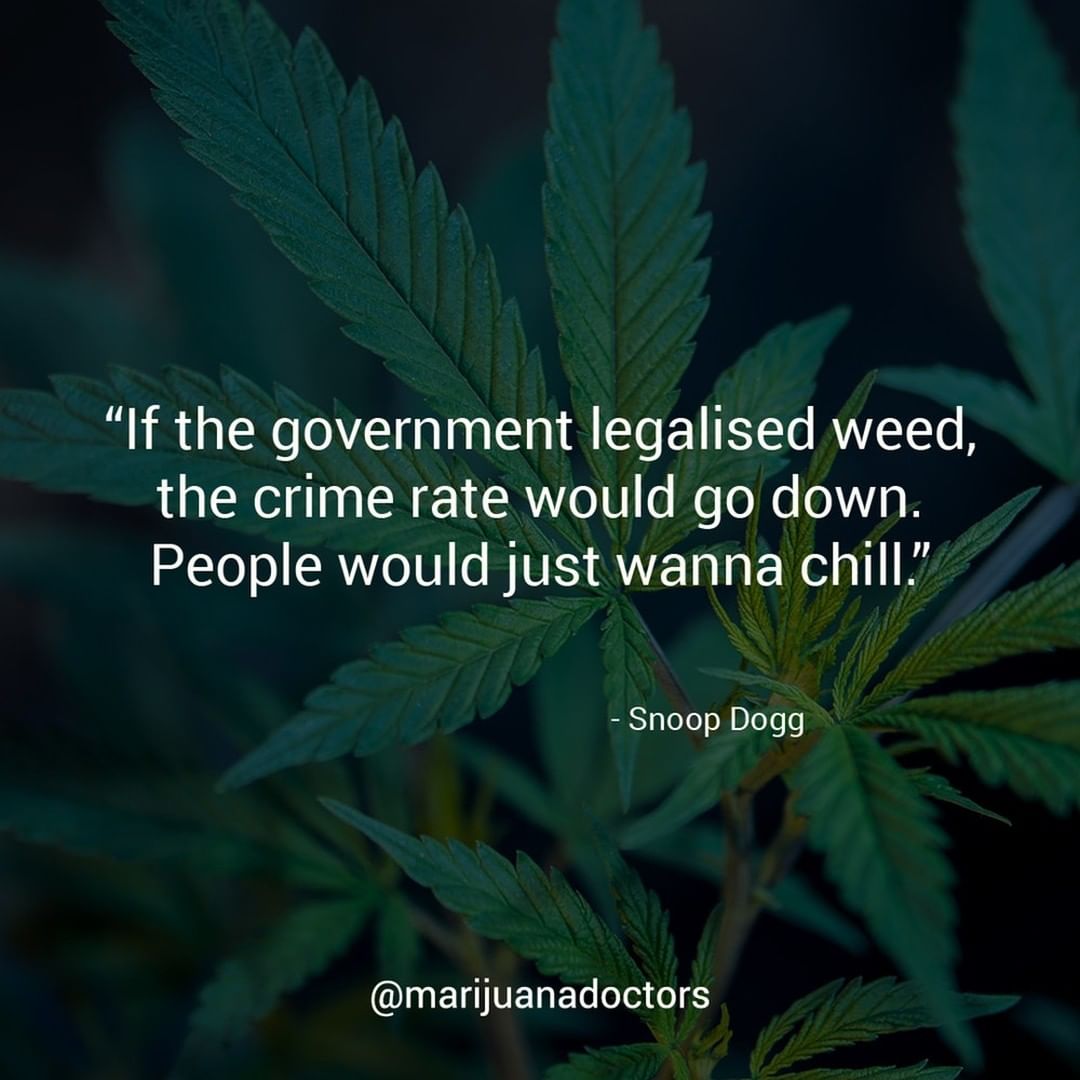 “If the government legalised weed,
the crime rate would go down.
People would just wanna chill.”
- Snoop Dogg
@marijuanadoctors